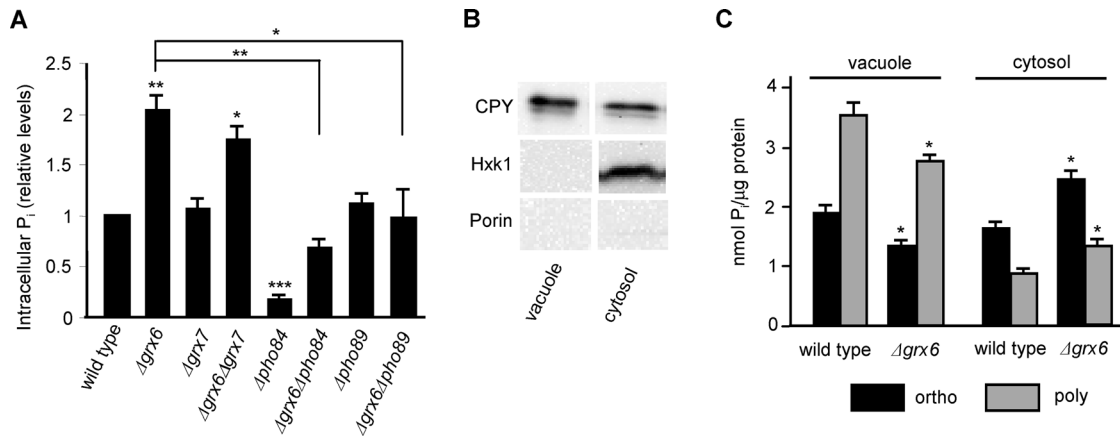 A
Intracellular Pi (relative levels)
2.5
2
1.5
1
0.5
0
**
*
***
**
*
wild type
Δgrx6
Δgrx7
Δgrx6Δgrx7
Δpho84
Δgrx6Δpho84
Δpho89
Δgrx6Δpho89
B
CPY
Hxk1
Porin
vacuole
cytosol
C
vacuole
cytosol
nmol Pi/μg protein
4
3
2
1
0
*
*
*
*
wild type
Δgrx6
wild type
Δgrx6
ortho
poly